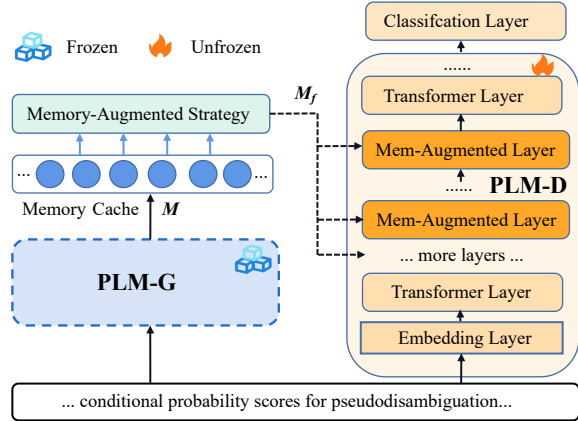 Frozen
Unfrozen
Memory-Augmented Strategy
M_f
... ...
Memory Cache M
PLM-G
Classifcation Layer
......
Transformer Layer
Mem-Augmented Layer
......
PLM-D
Mem-Augmented Layer
... more layers ...
Transformer Layer
Embedding Layer
... conditional probability scores for pseudodisambiguation...